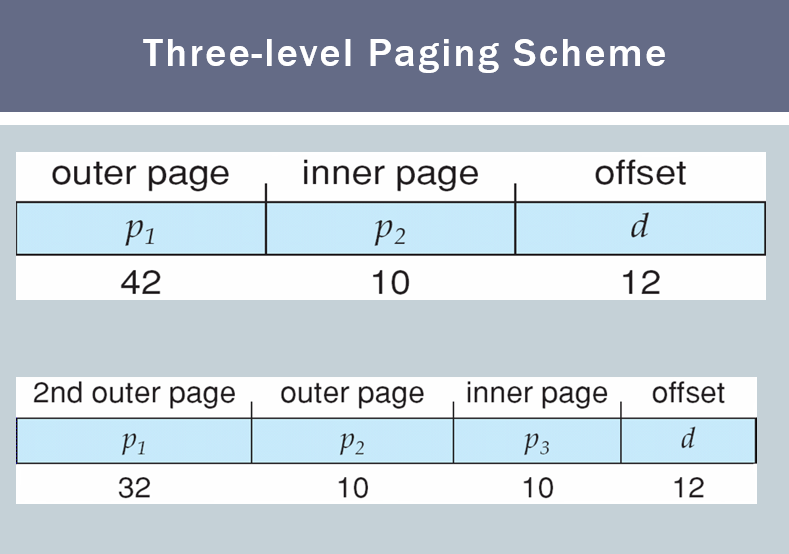 Three-level Paging Scheme
outer page inner page offset
p1 p2 d
42 10 12
2nd outer page outer page inner page offset
p1 p2 p3 d
32 10 10 12